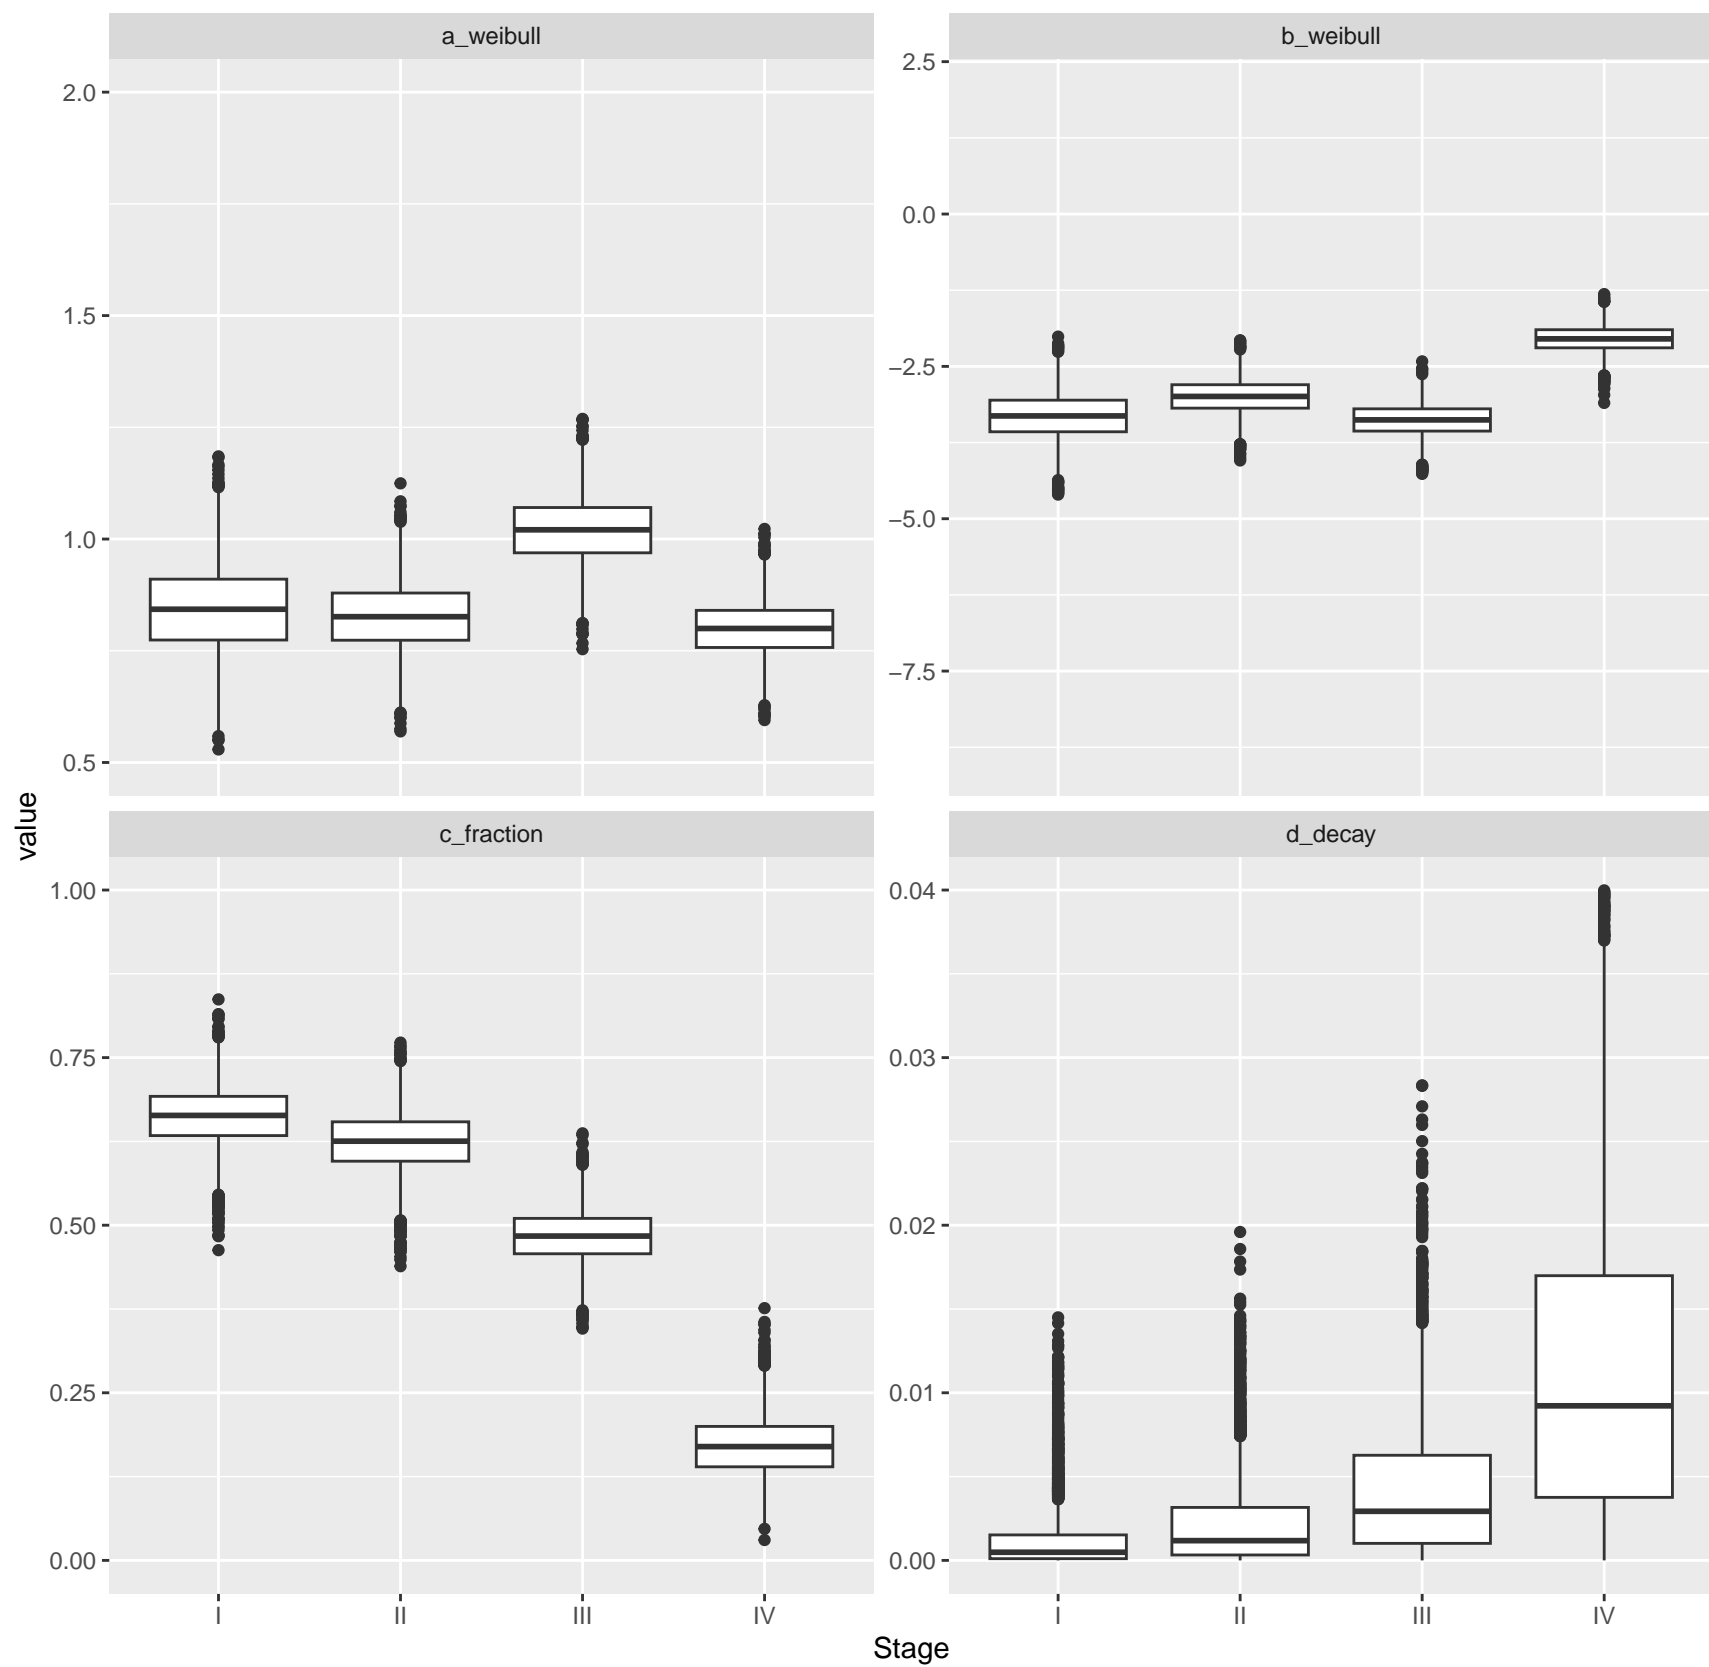 a_weibull
b_weibull
2.0
1.5
1.0
0.5
2.5
0.0
−2.5
−5.0
−7.5
value
c_fraction
d_decay
1.00
0.75
0.50
0.25
0.00
0.04
0.03
0.02
0.01
0.00
I II III IV
I II III IV
Stage